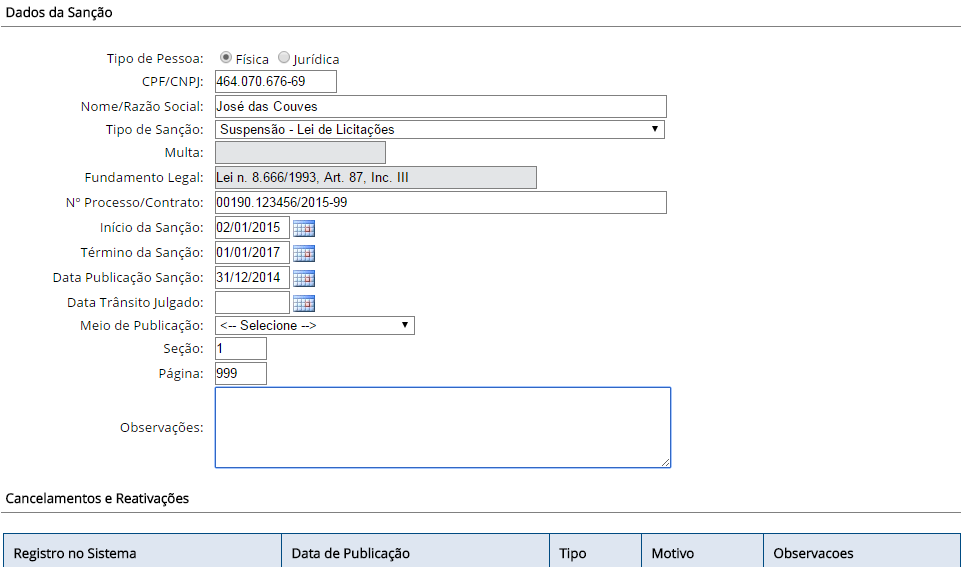 Dados da Sanção
Tipo de Pessoa: Física Jurídica
CPF/CNPJ: 464.070.676-69
Nome/Razão Social: José das Couves
Tipo de Sanção: Suspensão - Lei de Licitações
Multa:
Fundamento Legal: Lei n. 8.666/1993, Art. 87, Inc. III
Nº Processo/Contrato: 00190.123456/2015-99
Início da Sanção: 02/01/2015
Término da Sanção: 01/01/2017
Data Publicação Sanção: 31/12/2014
Data Trânsito Julgado:
Meio de Publicação: <-- Selecione -->
Seção: 1
Página: 999
Observações:
Cancelamentos e Reativações
Registro no Sistema Data de Publicação Tipo Motivo Observacoes